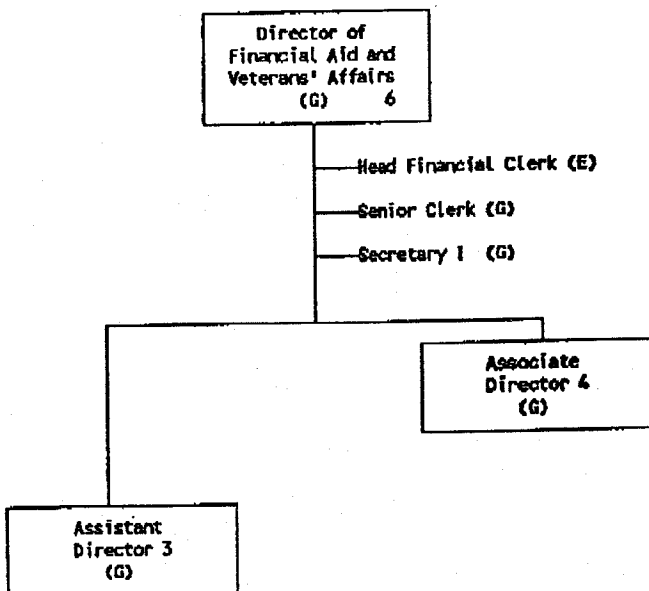 Director of
Financial Aid and
Veterans' Affairs
(G) 6
Head Financial Clerk (E)
Senior Clerk (G)
Secretary 1 (G)
Associate
Director 4
(G)
Assistant
Director 3
(G)